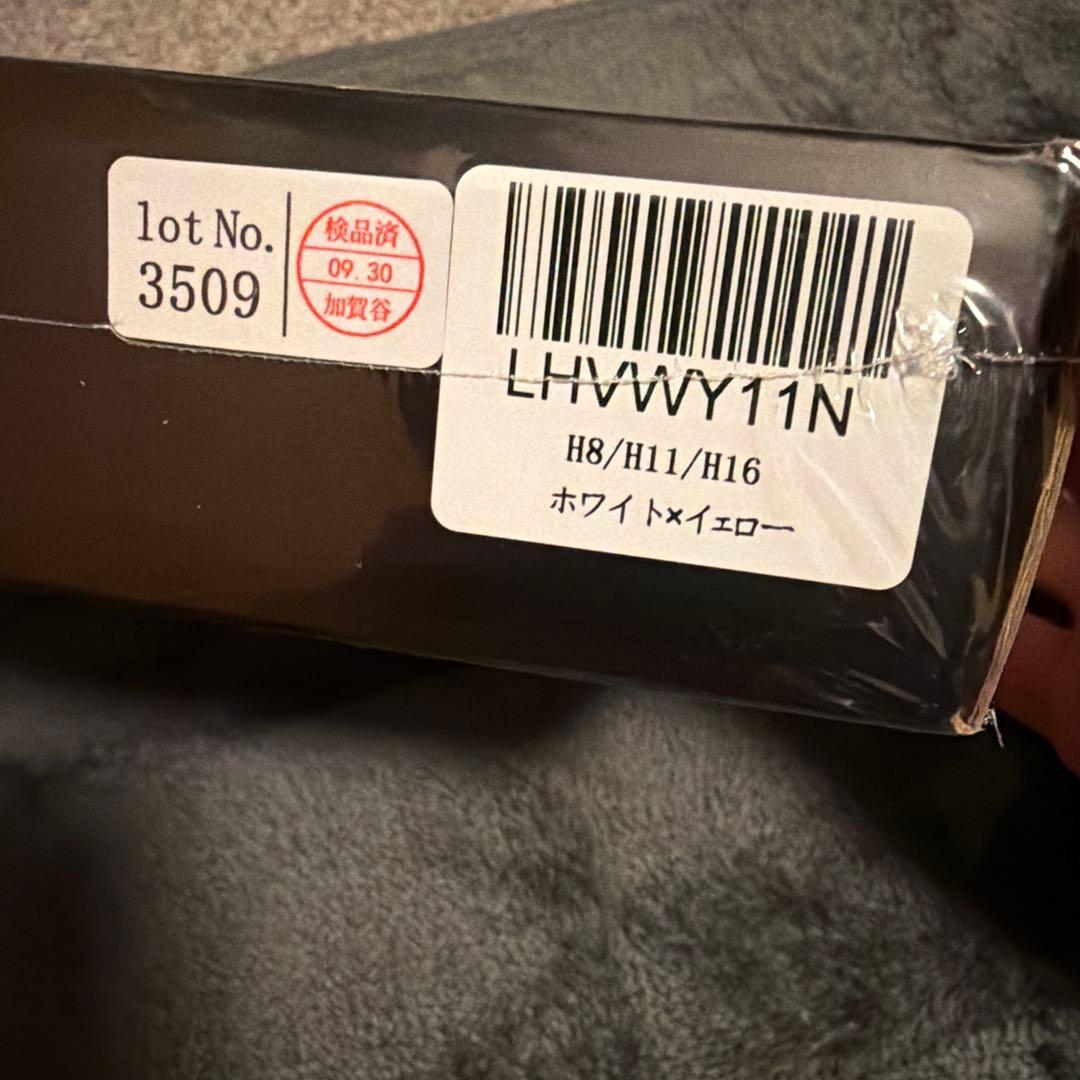 lot No.
3509
検品済
09.30
加賀谷
LHVWY11N
H8/H11/H16
ホワイト×イエロー